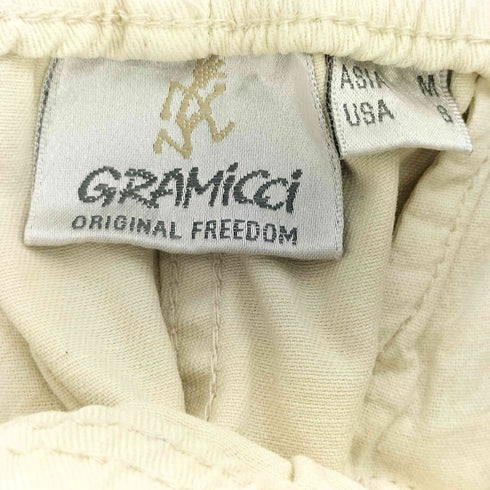 GRAMiCCi
ORIGINAL FREEDOM
ASIA M
USA S